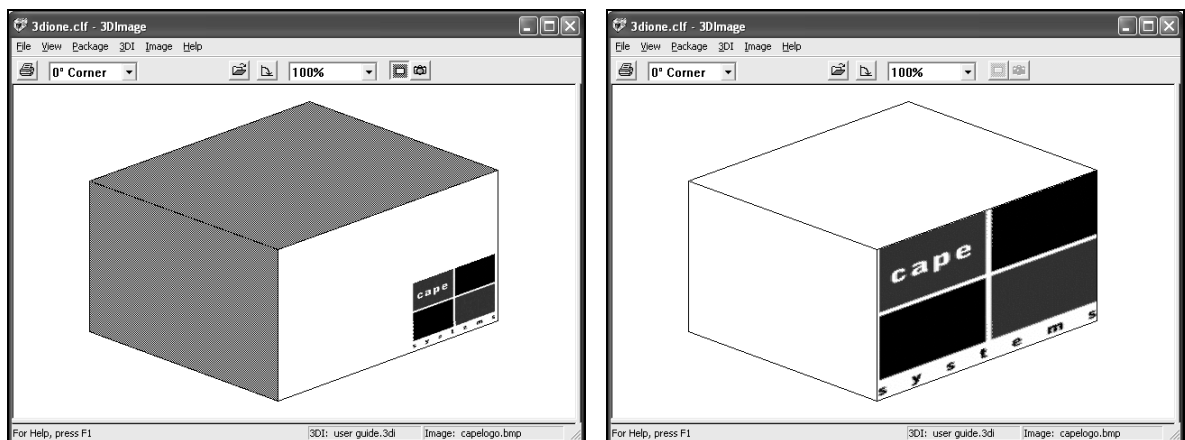 3dione.clf - 3DImage
File View Package 3DI Image Help
0° Corner 100%
cape
systems
For Help, press F1 3DI: user guide.3di Image: capelogo.bmp
3dione.clf - 3DImage
File View Package 3DI Image Help
0° Corner 100%
cape
systems
For Help, press F1 3DI: user guide.3di Image: capelogo.bmp